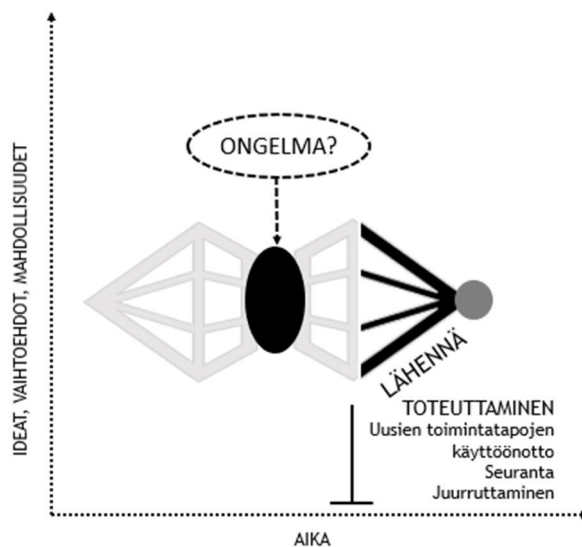 IDEAT, VAIHTOEHDOT, MAHDOLLISUUDET
ONGELMA?
LÄHENNÄ
TOTEUTTAMINEN
Uusien toimintatapojen
käyttöönotto
Seuranta
Juurruttaminen
AIKA